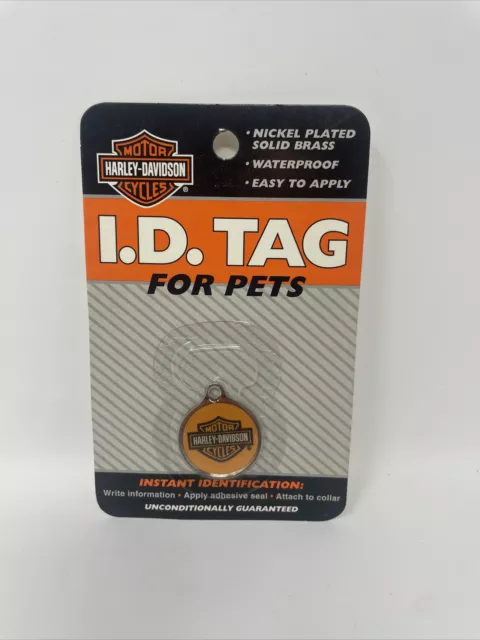 MOTOR
HARLEY-DAVIDSON
CYCLES
®
• NICKEL PLATED
SOLID BRASS
• WATERPROOF
• EASY TO APPLY
I.D. TAG
FOR PETS
MOTOR
HARLEY-DAVIDSON
CYCLES
®
INSTANT IDENTIFICATION:
Write information • Apply adhesive seal • Attach to collar
UNCONDITIONALLY GUARANTEED